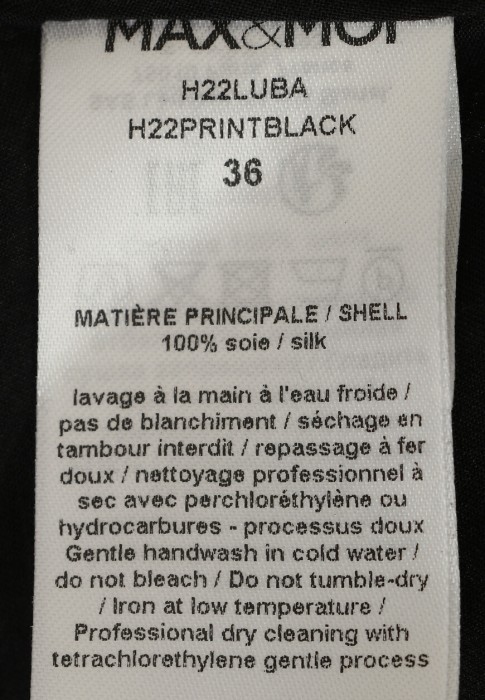 MAX&MOI
H22LUBA
H22PRINTBLACK
36
MATIÈRE PRINCIPALE / SHELL
100% soie / silk
lavage à la main à l'eau froide /
pas de blanchiment / séchage en
tambour interdit / repassage à fer
doux / nettoyage professionnel à
sec avec perchloréthylène ou
hydrocarbures - processus doux
Gentle handwash in cold water /
do not bleach / Do not tumble-dry
/ Iron at low temperature /
Professional dry cleaning with
tetrachlorethylene gentle process